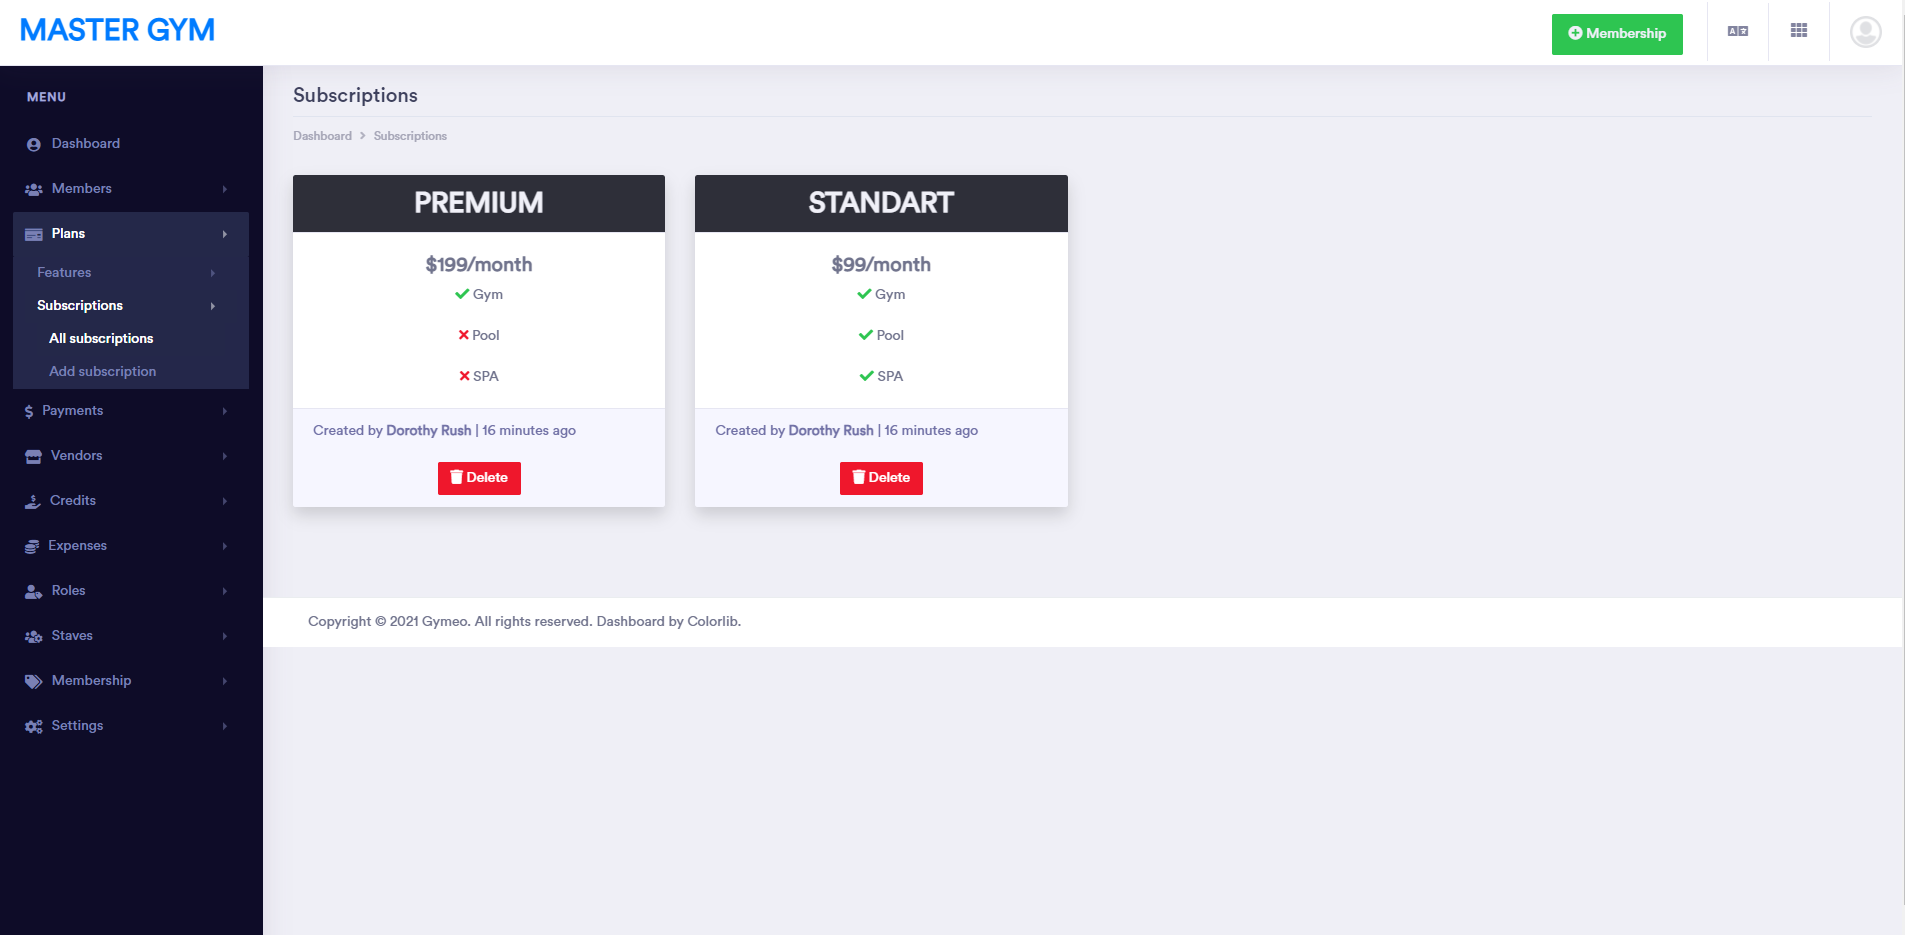 MASTER GYM
Membership
MENU
Dashboard
Members
Plans
Features
Subscriptions
All subscriptions
Add subscription
Payments
Vendors
Credits
Expenses
Roles
Staves
Membership
Settings
Subscriptions
Dashboard > Subscriptions
PREMIUM
$199/month
Gym
Pool
SPA
Created by Dorothy Rush | 16 minutes ago
Delete
STANDART
$99/month
Gym
Pool
SPA
Created by Dorothy Rush | 16 minutes ago
Delete
Copyright © 2021 Gymeo. All rights reserved. Dashboard by Colorlib.